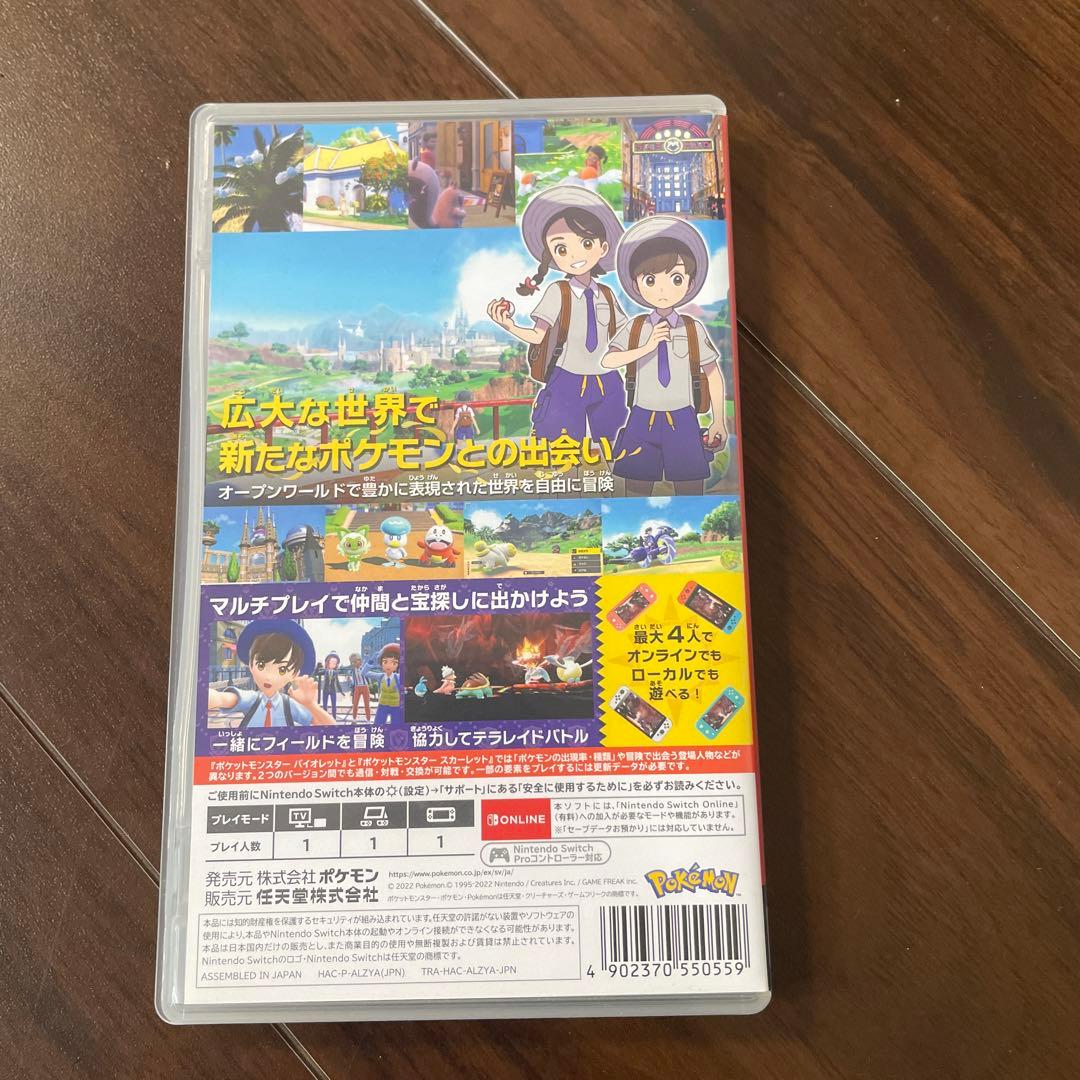 広大な世界で
新たなポケモンとの出会い
オープンワールドで豊かに表現された世界を自由に冒険
マルチプレイで仲間と宝探しに出かけよう
最大4人で
オンラインでも
ローカルでも
遊べる!
一緒にフィールドを冒険
協力してテラレイドバトル
『ポケットモンスター バイオレット』と『ポケットモンスター スカーレット』では「ポケモンの出現率・種類」や冒険で出会う登場人物などが
異なります。2つのバージョン間でも通信・対戦・交換が可能です。一部の要素をプレイするには更新データが必要です。
ご使用前にNintendo Switch本体の(設定)→「サポート」にある「安全に使用するために」を必ずお読みください。
プレイモード TV
プレイ人数 1 1 1
ONLINE
本ソフトには、「Nintendo Switch Online」
(有料)への加入が必要なモードや機能があります。
※「セーブデータお預かり」には対応していません。
Nintendo Switch
Proコントローラー対応
発売元 株式会社 ポケモン
販売元 任天堂株式会社
https://www.pokemon.co.jp/ex/sv/ja/
© 2022 Pokémon. © 1995-2022 Nintendo / Creatures Inc. / GAME FREAK inc.
ポケットモンスター・ポケモン・Pokémonは任天堂・クリーチャーズ・ゲームフリークの商標です。
POKéMON
本品には知的財産権を保護するセキュリティが組み込まれています。任天堂の許諾がない装置やソフトウェアの
使用により、本品やNintendo Switch本体の起動やオンライン接続ができなくなる可能性があります。
本品は日本国内だけの販売とし、また商業目的の使用や無断複製および賃貸は禁止されています。
Nintendo Switchのロゴ・Nintendo Switchは任天堂の商標です。
ASSEMBLED IN JAPAN HAC-P-ALZYA(JPN) TRA-HAC-ALZYA-JPN
4 902370 550559